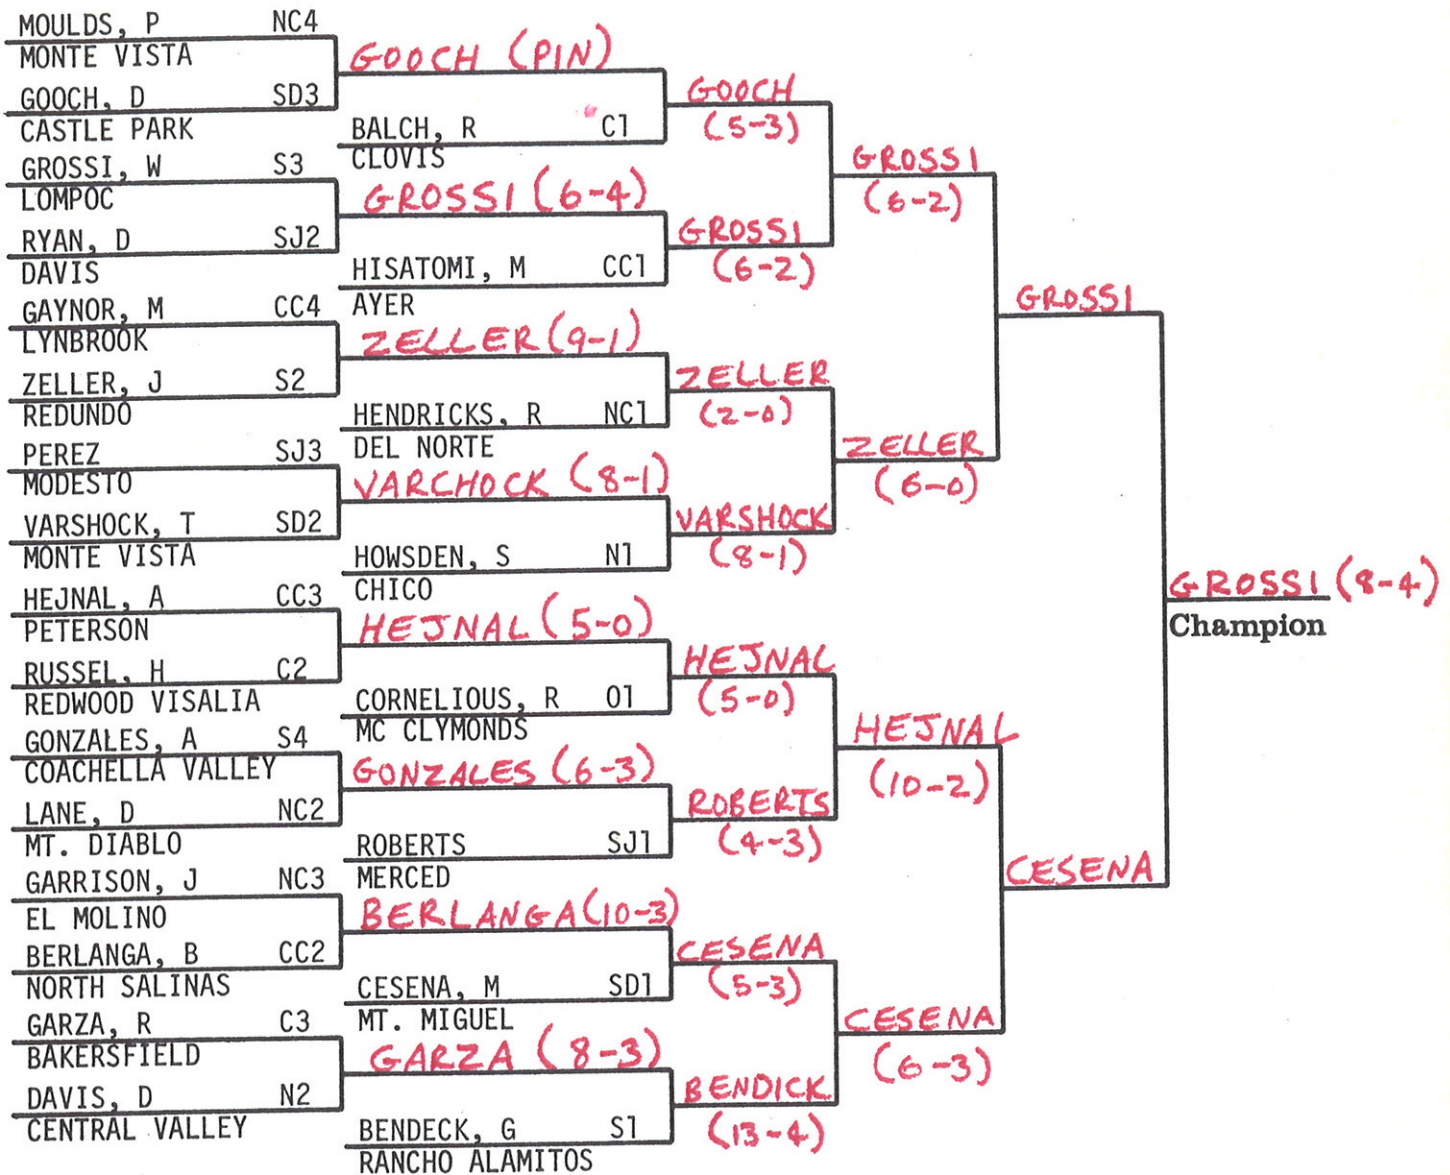 MOULDS, P NC4
MONTE VISTA
GOOCH, D SD3
CASTLE PARK
GROSSI, W S3
LOMPOC
RYAN, D SJ2
DAVIS
GAYNOR, M CC4
LYNBROOK
ZELLER, J S2
REDUNDO
PEREZ SJ3
MODESTO
VARSHOCK, T SD2
MONTE VISTA
HEJNAL, A CC3
PETERSON
RUSSEL, H C2
REDWOOD VISALIA
GONZALES, A S4
COACHELLA VALLEY
LANE, D NC2
MT. DIABLO
GARRISON, J NC3
EL MOLINO
BERLANGA, B CC2
NORTH SALINAS
GARZA, R C3
BAKERSFIELD
DAVIS, D N2
CENTRAL VALLEY
GOOCH (PIN)
BALCH, R C1
CLOVIS
GROSSI (6-4)
HISATOMI, M CC1
AYER
ZELLER (9-1)
HENDRICKS, R NC1
DEL NORTE
VARCHOCK (8-1)
HOWSDEN, S N1
CHICO
HEJNAL (5-0)
CORNELIOUS, R O1
MC CLYMONDS
GONZALES (6-3)
ROBERTS SJ1
MERCED
BERLANGA (10-3)
CESENA, M SD1
MT. MIGUEL
GARZA (8-3)
BENDECK, G S1
RANCHO ALAMITOS
GOOCH
(5-3)
GROSSI
(6-2)
ZELLER
(2-0)
VARSHOCK
(8-1)
HEJNAL
(5-0)
ROBERTS
(4-3)
CESENA
(5-3)
BENDICK
(13-4)
GROSSI
(6-2)
ZELLER
(6-0)
HEJNAL
(10-2)
CESENA
(6-3)
GROSSI
CESENA
GROSSI (8-4)
Champion